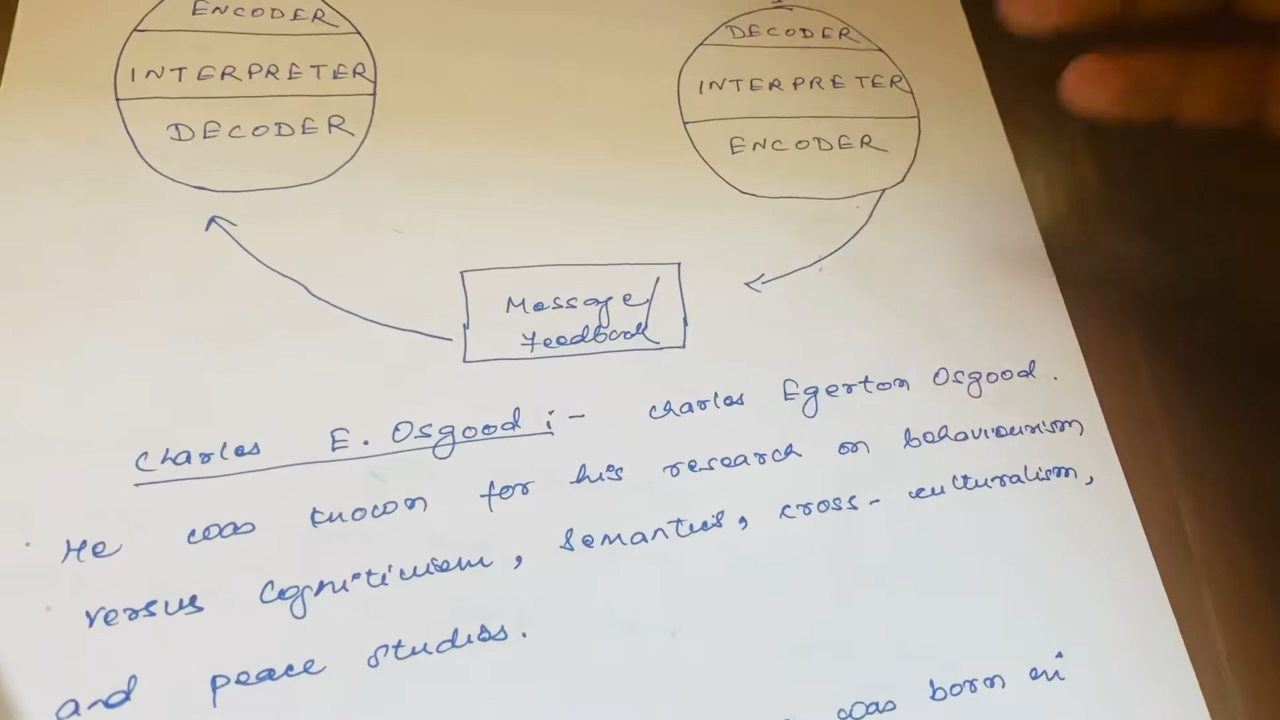 ENCODER
INTERPRETER
DECODER
DECODER
INTERPRETER
ENCODER
Message/
Feedback
Charles E. Osgood :- Charles Egerton Osgood.
He was known for his research on behaviourism
versus Cognitivism, Semantics, cross-culturalism,
and peace studies.
was born in